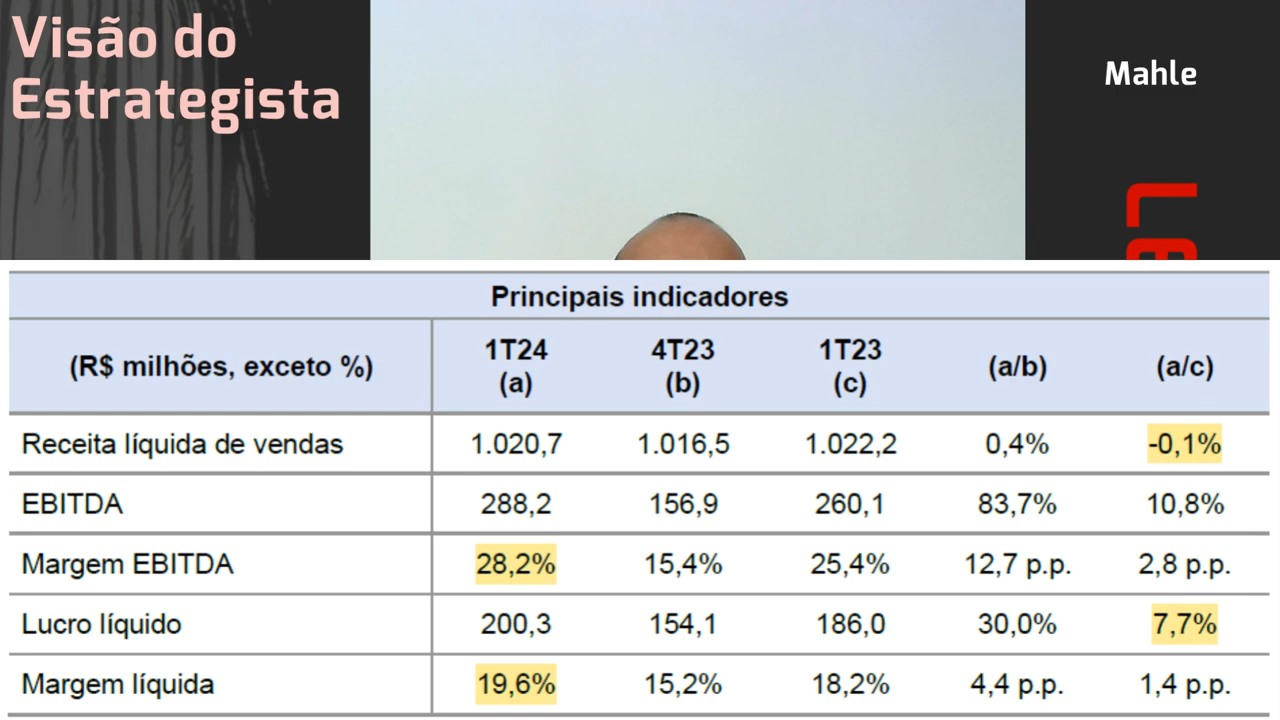 Visão do
Estrategista
Mahle
Le
Principais indicadores
(R$ milhões, exceto %) 1T24 (a) 4T23 (b) 1T23 (c) (a/b) (a/c)
Receita líquida de vendas 1.020,7 1.016,5 1.022,2 0,4% -0,1%
EBITDA 288,2 156,9 260,1 83,7% 10,8%
Margem EBITDA 28,2% 15,4% 25,4% 12,7 p.p. 2,8 p.p.
Lucro líquido 200,3 154,1 186,0 30,0% 7,7%
Margem líquida 19,6% 15,2% 18,2% 4,4 p.p. 1,4 p.p.